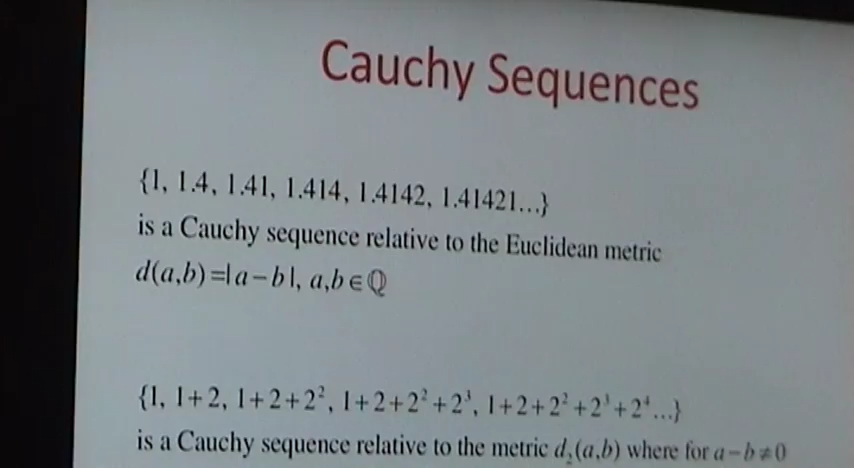 Cauchy Sequences
{1, 1.4, 1.41, 1.414, 1.4142, 1.41421...}
is a Cauchy sequence relative to the Euclidean metric
d(a,b)=|a-b|, a,b∈ℚ
{1, 1+2, 1+2+2², 1+2+2²+2³, 1+2+2²+2³+2⁴...}
is a Cauchy sequence relative to the metric d₂(a,b) where for a-b≠0